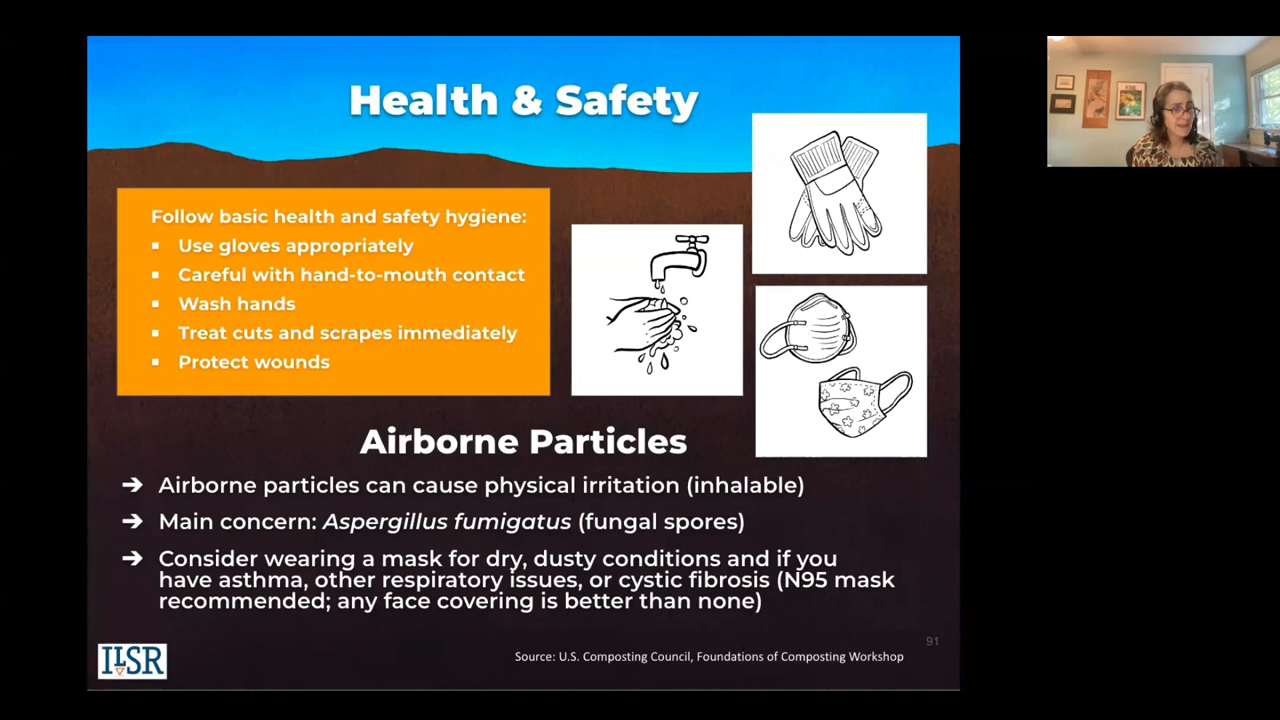 Health & Safety
Follow basic health and safety hygiene:
▪ Use gloves appropriately
▪ Careful with hand-to-mouth contact
▪ Wash hands
▪ Treat cuts and scrapes immediately
▪ Protect wounds
Airborne Particles
➔ Airborne particles can cause physical irritation (inhalable)
➔ Main concern: Aspergillus fumigatus (fungal spores)
➔ Consider wearing a mask for dry, dusty conditions and if you
have asthma, other respiratory issues, or cystic fibrosis (N95 mask
recommended; any face covering is better than none)
91
ILSR
Source: U.S. Composting Council, Foundations of Composting Workshop